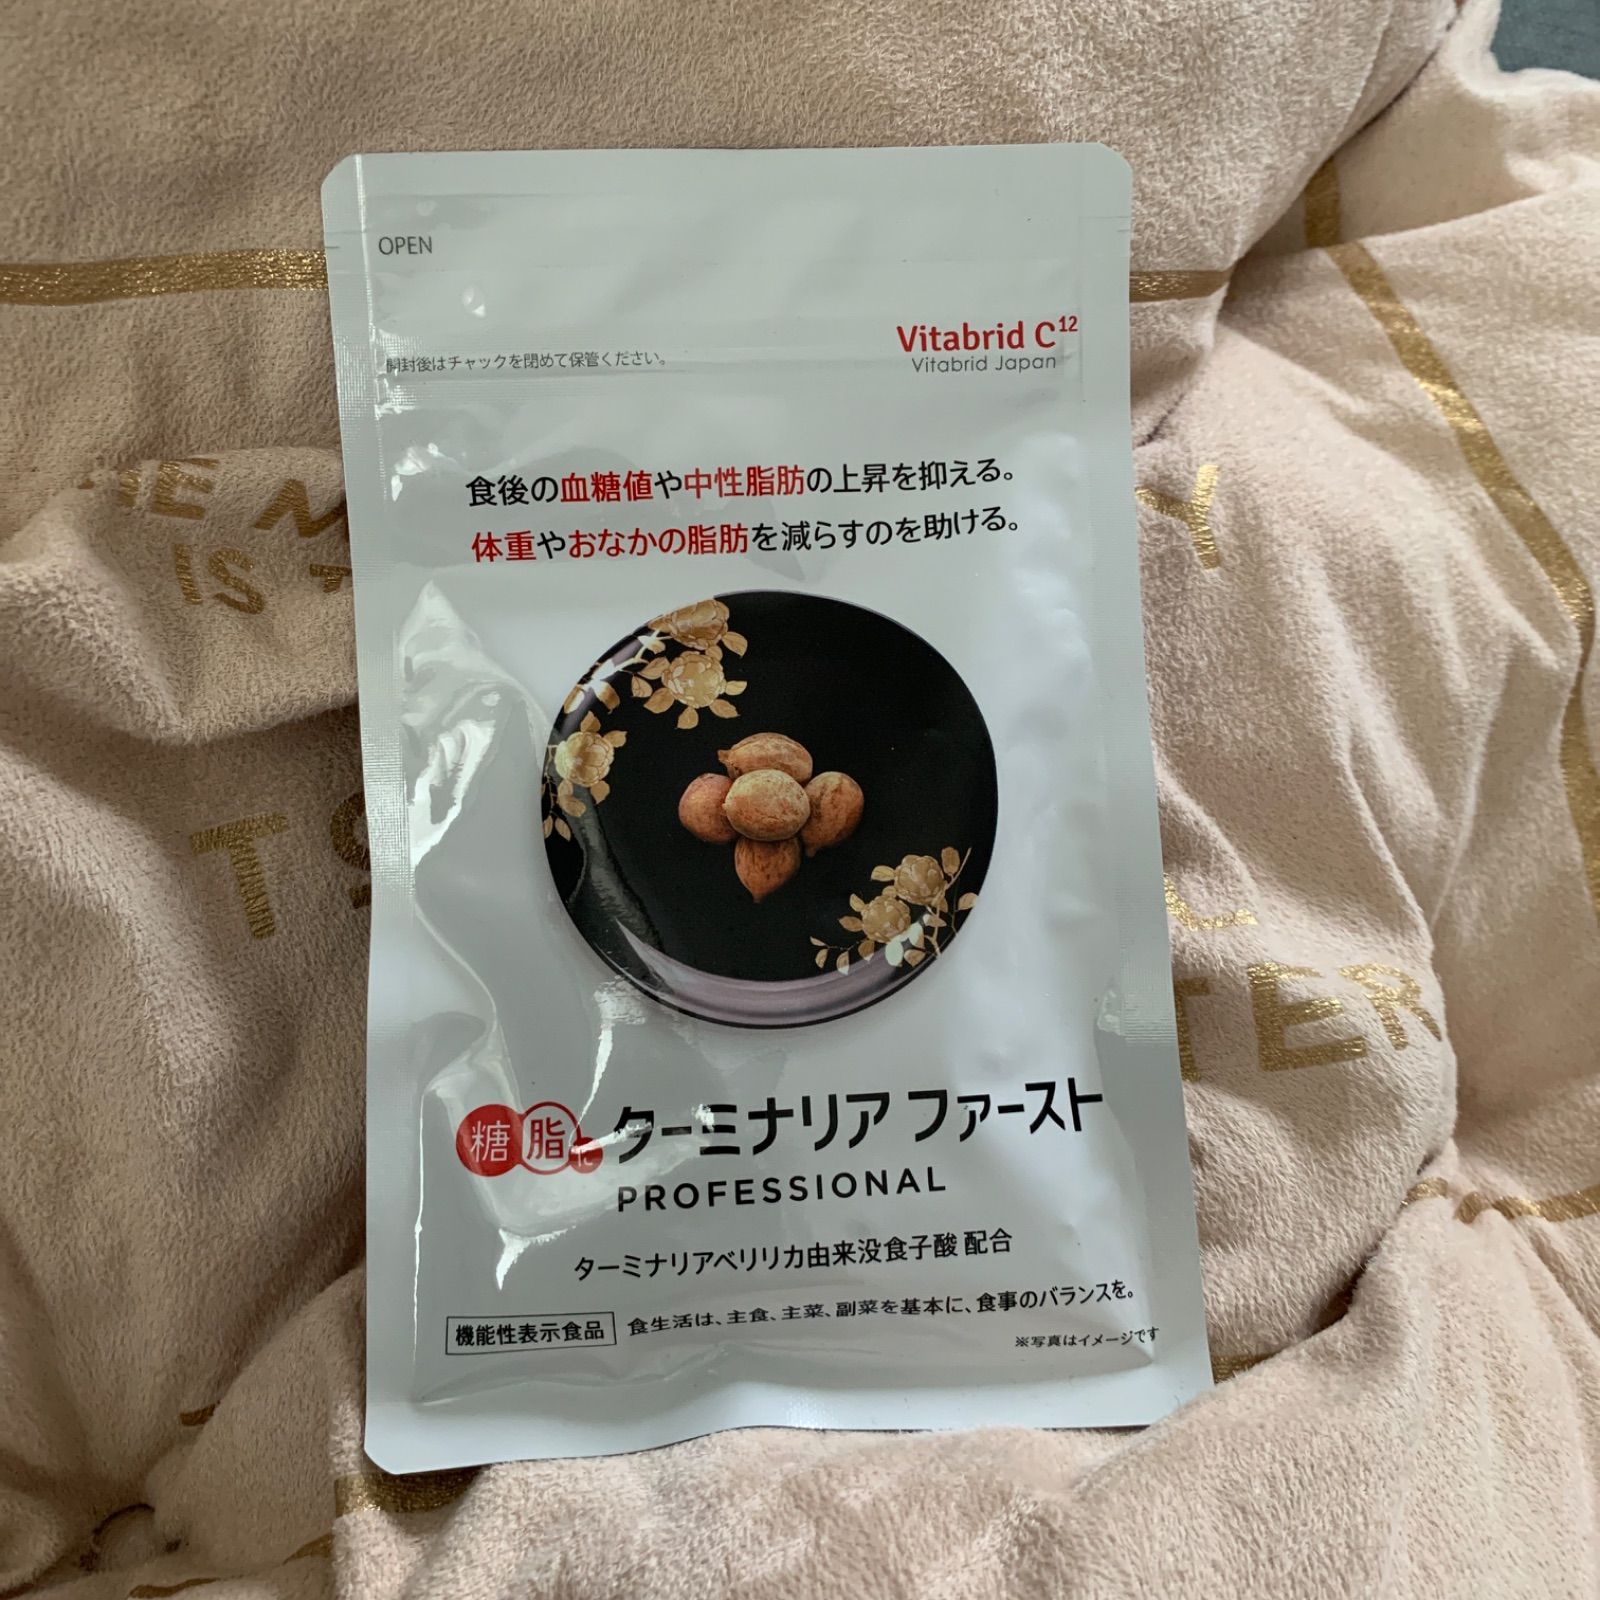 OPEN
Vitabrid C12
Vitabrid Japan
開封後はチャックを閉めて保管ください。
食後の血糖値や中性脂肪の上昇を抑える。
体重やおなかの脂肪を減らすのを助ける。
糖 脂 に ターミナリア ファースト
PROFESSIONAL
ターミナリアベリリカ由来没食子酸 配合
機能性表示食品 食生活は、主食、主菜、副菜を基本に、食事のバランスを。
※写真はイメージです
IS
TER